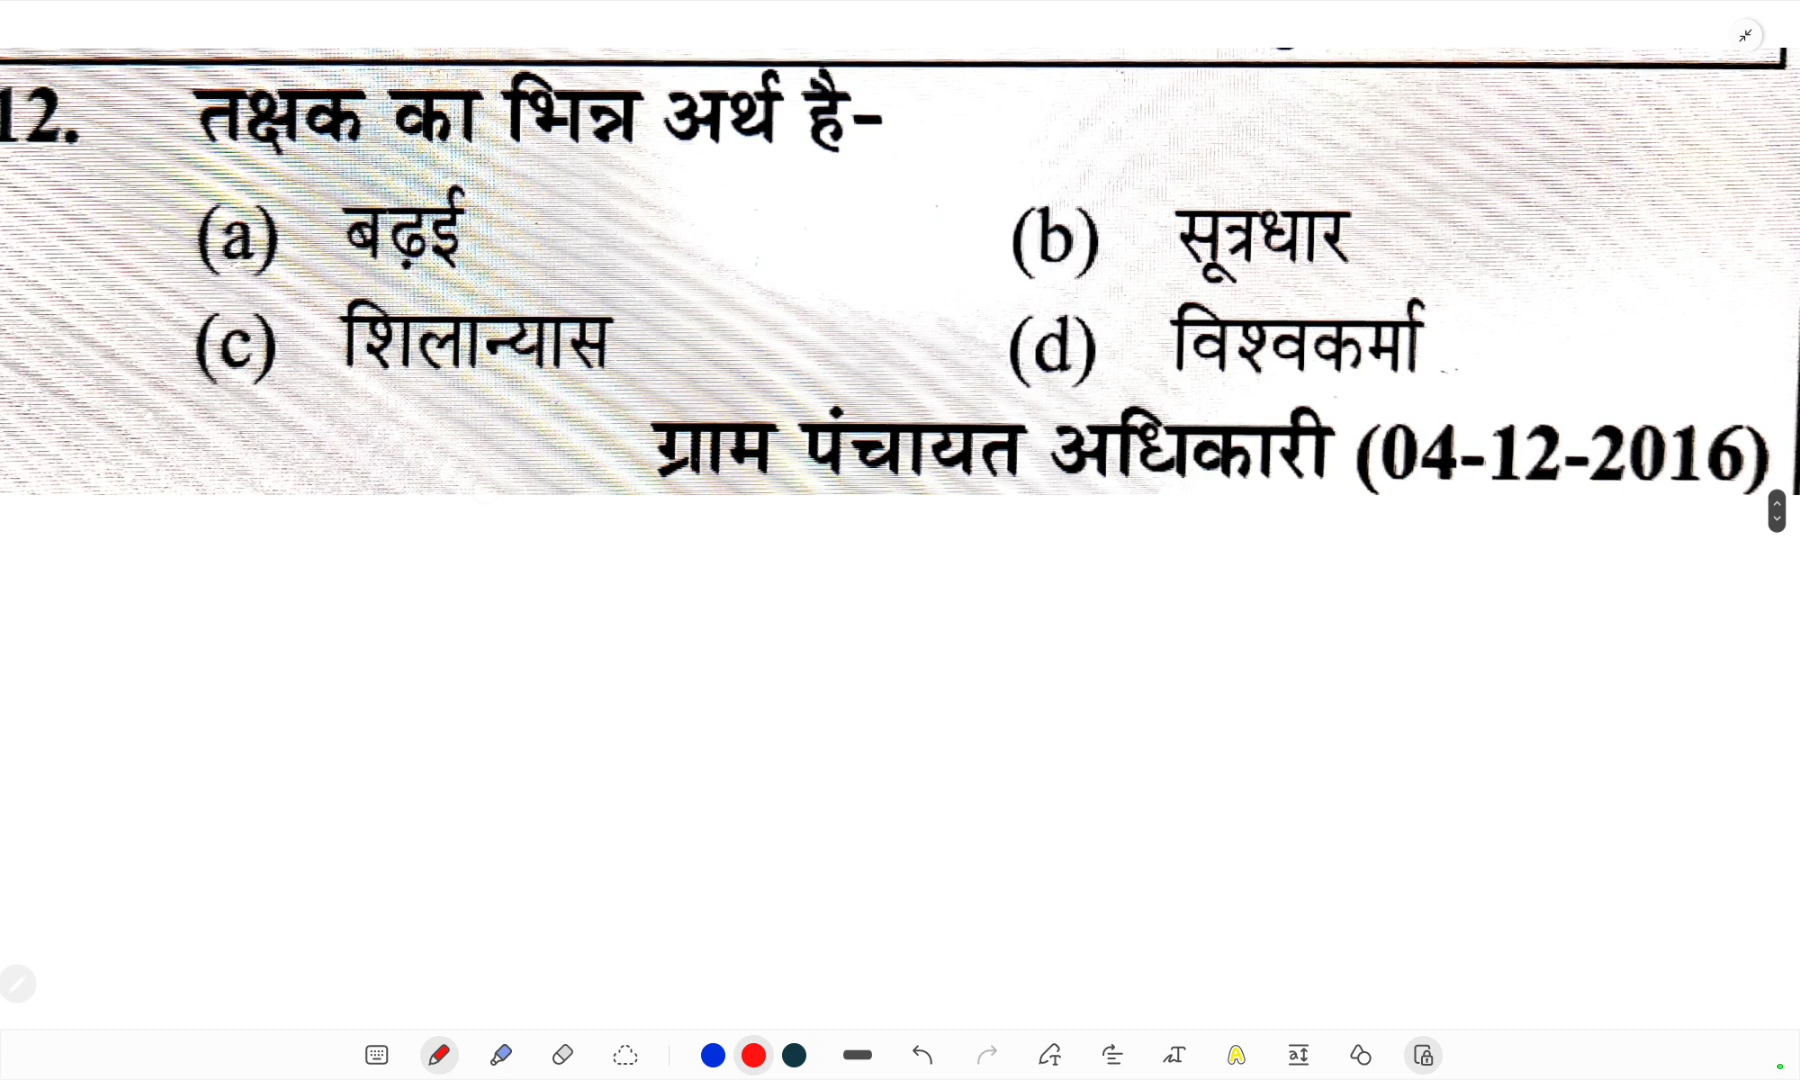 12. तक्षक का भिन्न अर्थ है-
(a) बढ़ई (b) सूत्रधार
(c) शिलान्यास (d) विश्वकर्मा
ग्राम पंचायत अधिकारी (04-12-2016)